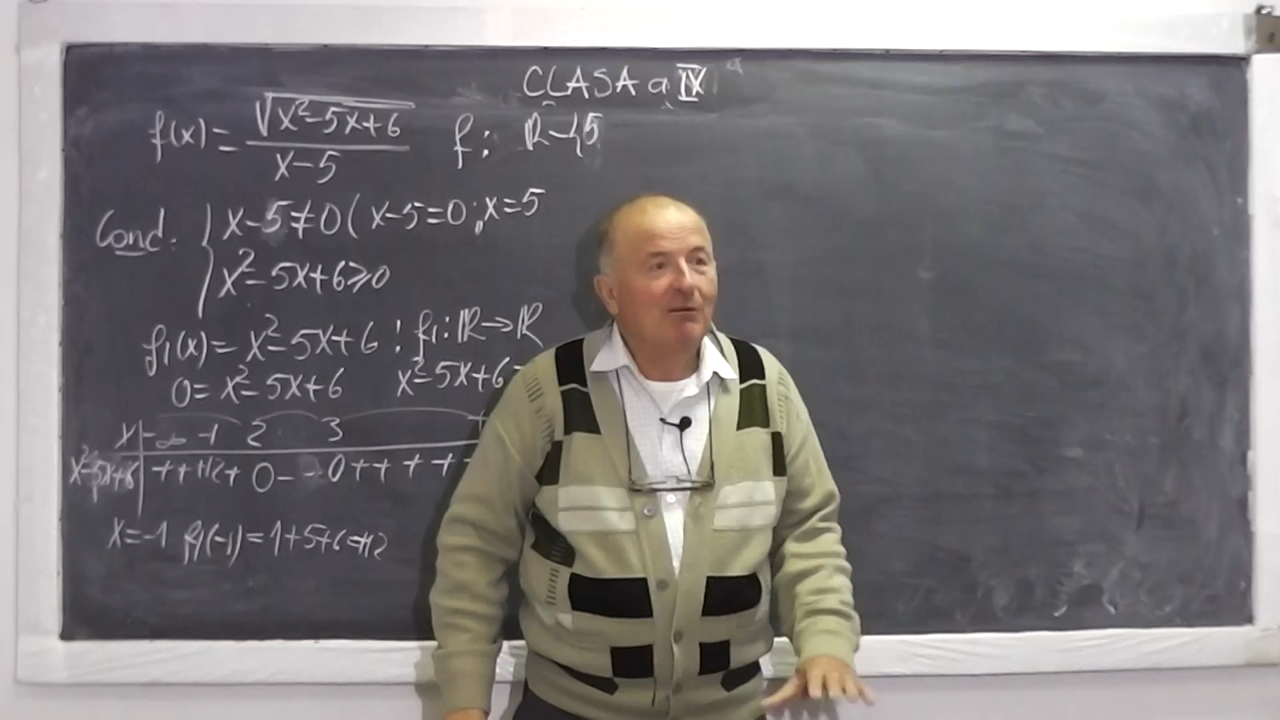 CLASA a IX a
f(x) = √(x²-5x+6) / (x-5) f: R-{5
Cond. { x-5≠0 ( x-5=0; x=5
x²-5x+6≥0
f₁(x) = x²-5x+6 ; f₁: R→R
0 = x²-5x+6 x²-5x+6=
x -∞ -1 2 3 +
x²-5x+6 + + +12 + 0 - - - 0 + + + + -
x=-1 f₁(-1) = 1+5+6=+12